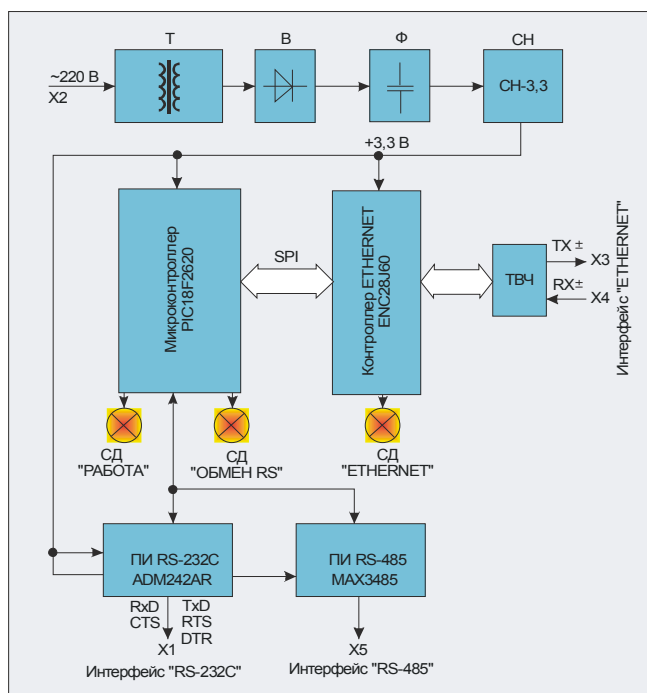 Т
В
Ф
СН
~220 В
X2
СН-3,3
+3,3 В
Микроконтроллер
PIC18F2620
SPI
Контроллер ETHERNET
ENC28J60
ТВЧ
TX ±
X3
RX±
X4
Интерфейс "ETHERNET"
СД
"РАБОТА"
СД
"ОБМЕН RS"
СД
"ETHERNET"
ПИ RS-232C
ADM242AR
ПИ RS-485
MAX3485
RxD
CTS
TxD
RTS
DTR
X1
Интерфейс "RS-232C"
X5
Интерфейс "RS-485"